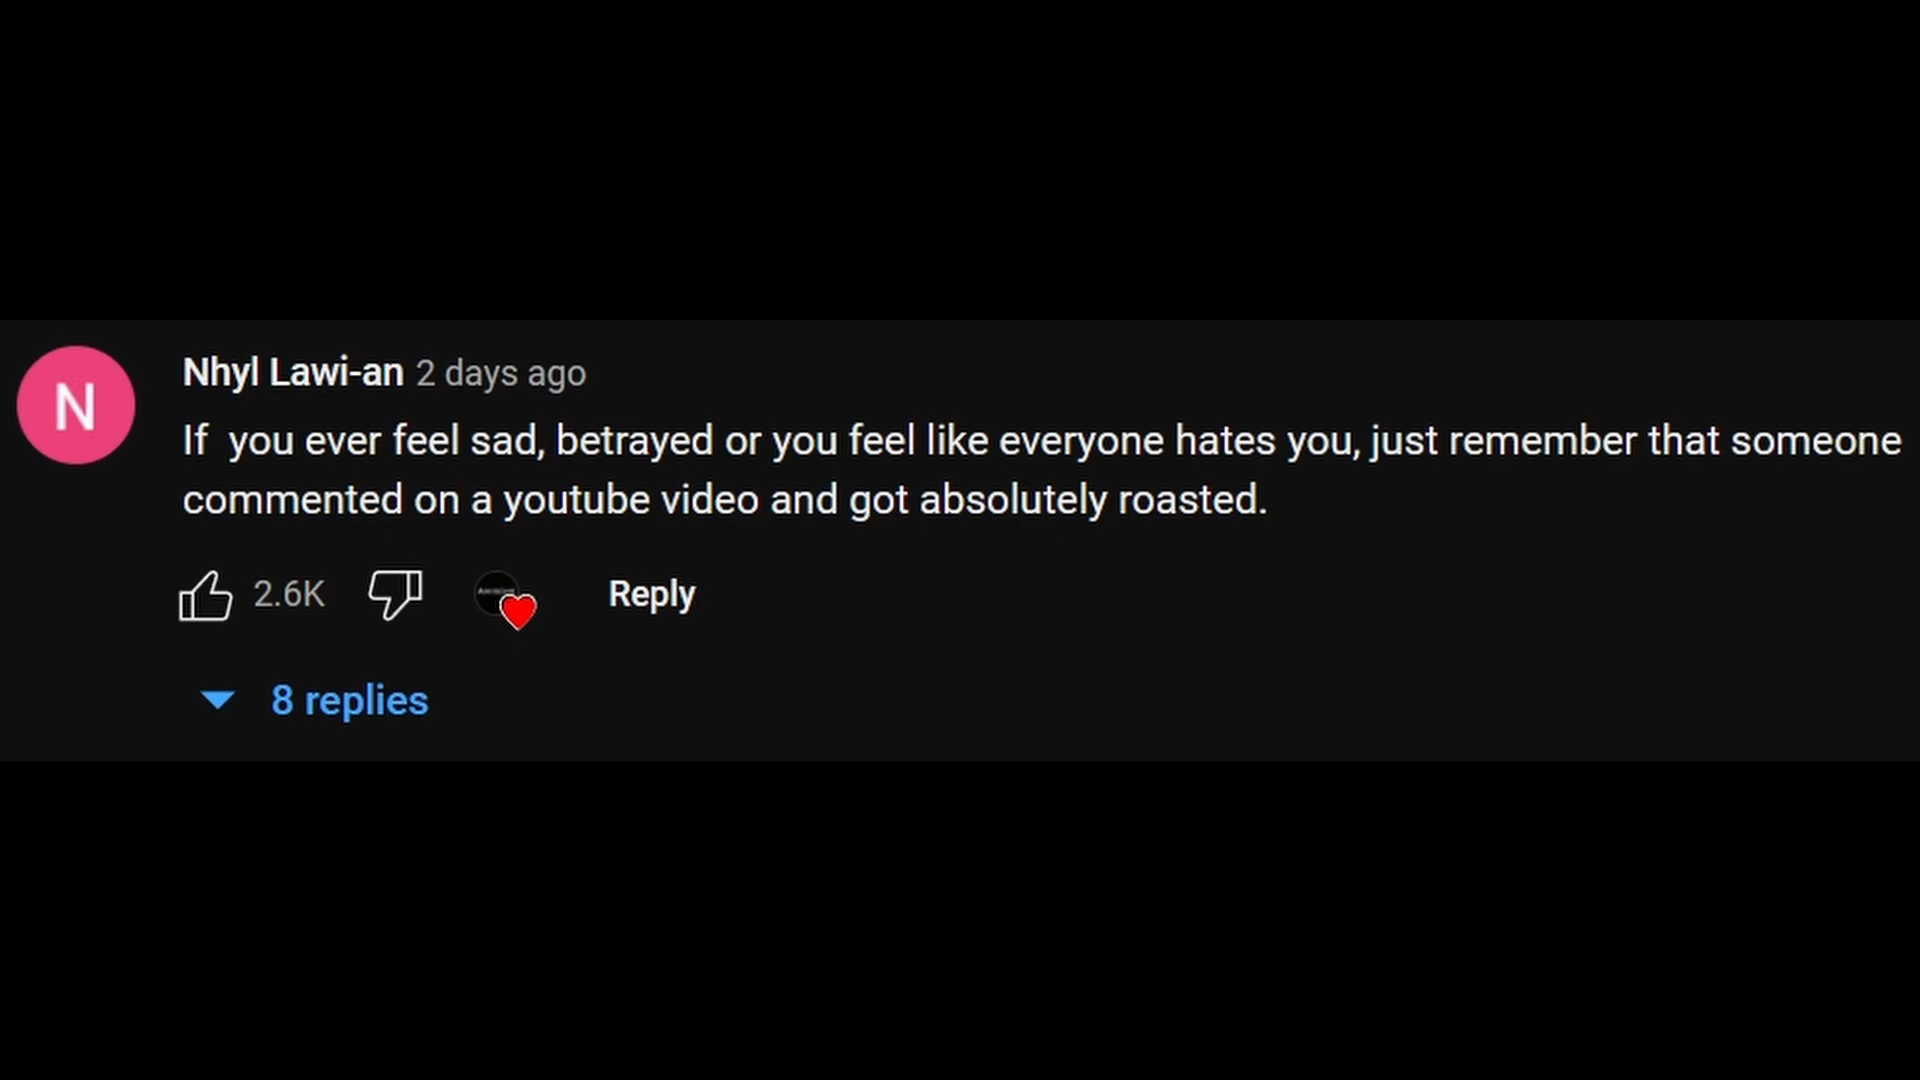 N
Nhyl Lawi-an 2 days ago
If  you ever feel sad, betrayed or you feel like everyone hates you, just remember that someone
commented on a youtube video and got absolutely roasted.
2.6K
Reply
8 replies